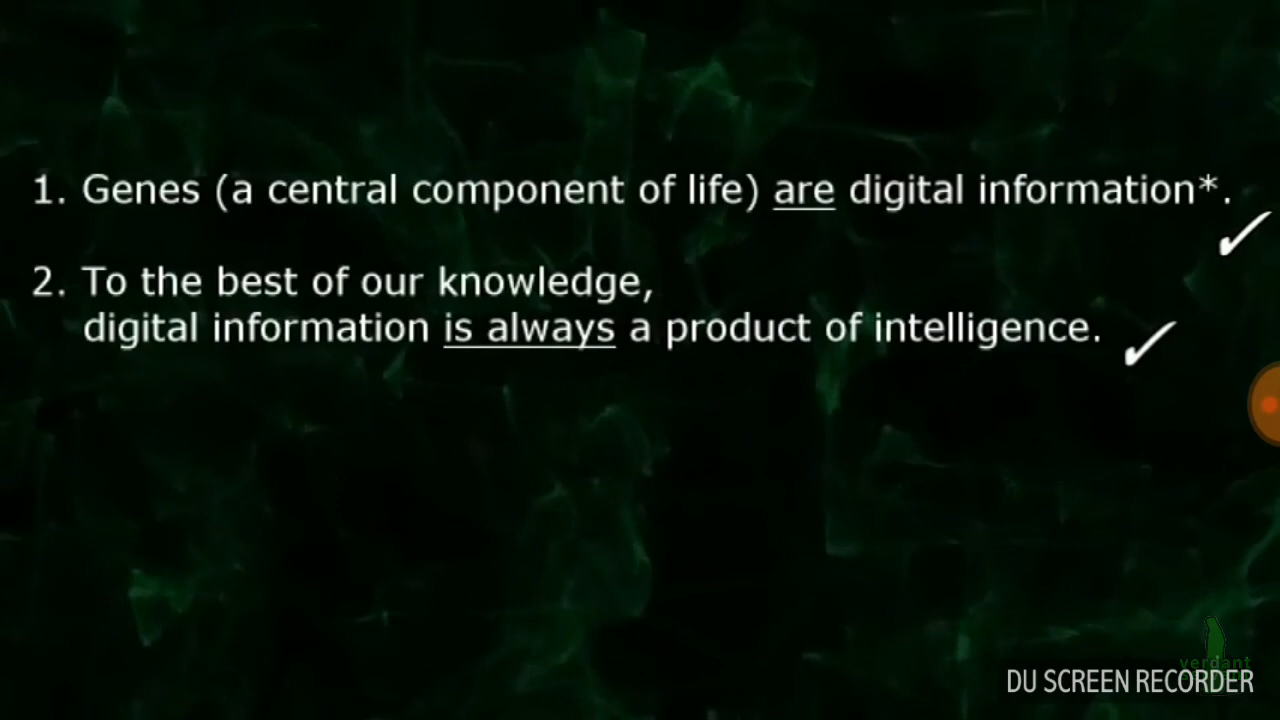 1. Genes (a central component of life) are digital information*.
2. To the best of our knowledge,
digital information is always a product of intelligence.
verdant
DU SCREEN RECORDER